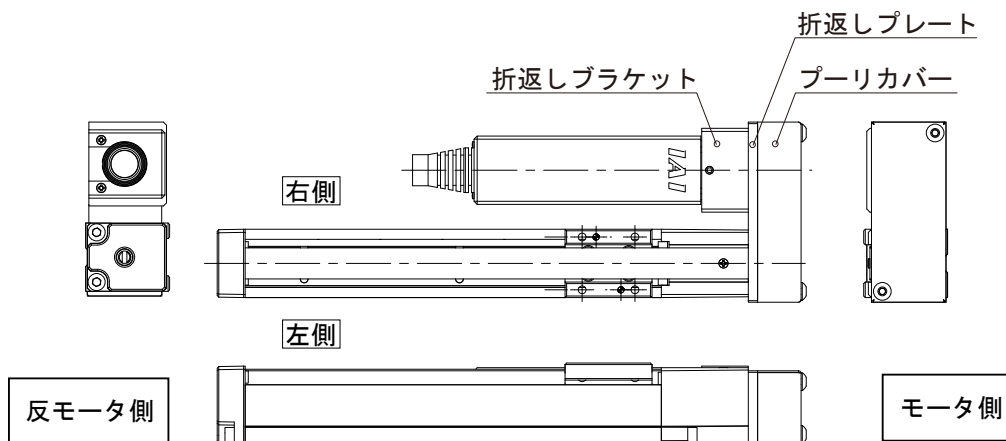 折返しプレート
折返しブラケット
プーリカバー
IAI
右側
左側
反モータ側
モータ側